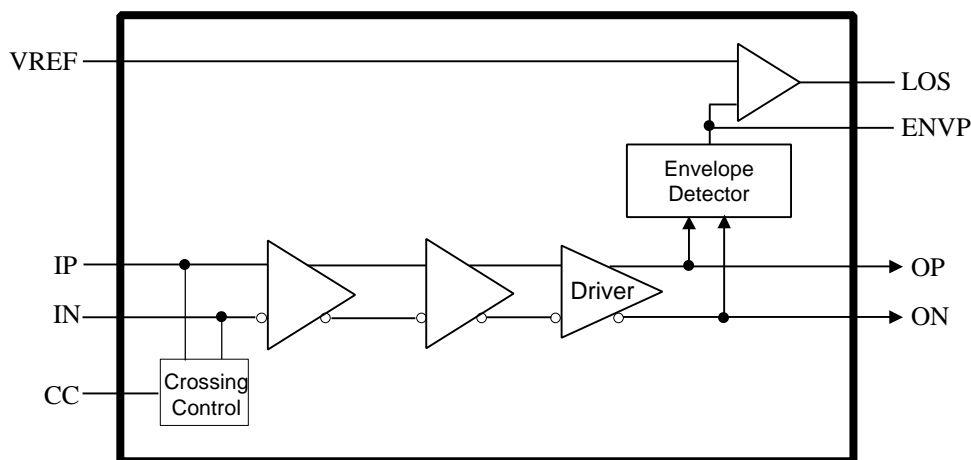 VREF
LOS
ENVP
Envelope
Detector
IP
OP
Driver
IN
ON
CC
Crossing
Control